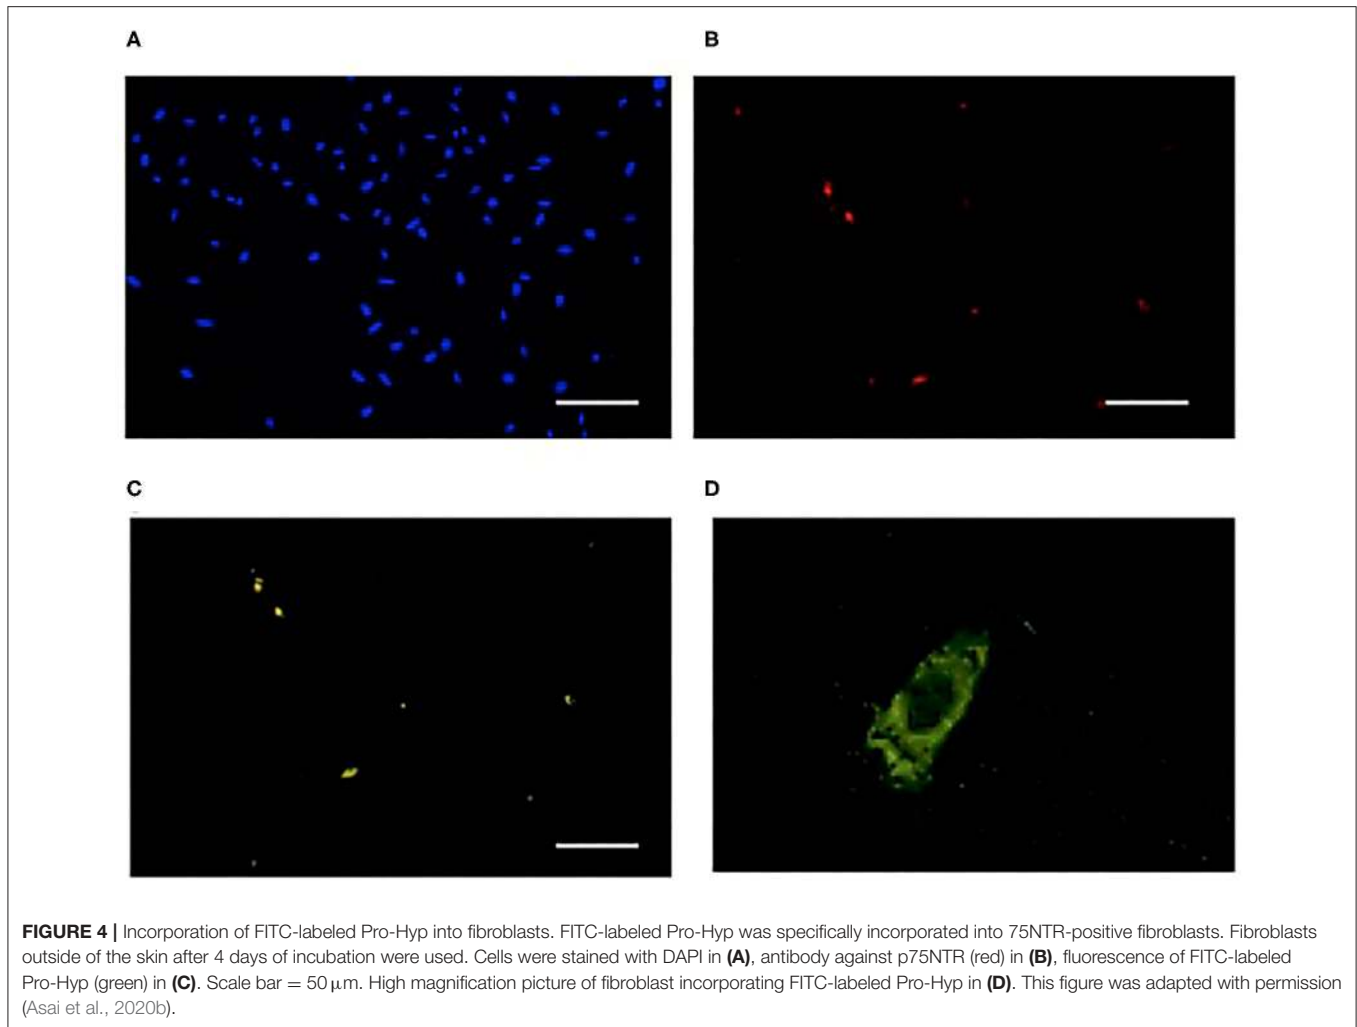 A
B
C
D
FIGURE 4 | Incorporation of FITC-labeled Pro-Hyp into fibroblasts. FITC-labeled Pro-Hyp was specifically incorporated into 75NTR-positive fibroblasts. Fibroblasts
outside of the skin after 4 days of incubation were used. Cells were stained with DAPI in (A), antibody against p75NTR (red) in (B), fluorescence of FITC-labeled
Pro-Hyp (green) in (C). Scale bar = 50 μm. High magnification picture of fibroblast incorporating FITC-labeled Pro-Hyp in (D). This figure was adapted with permission
(Asai et al., 2020b).